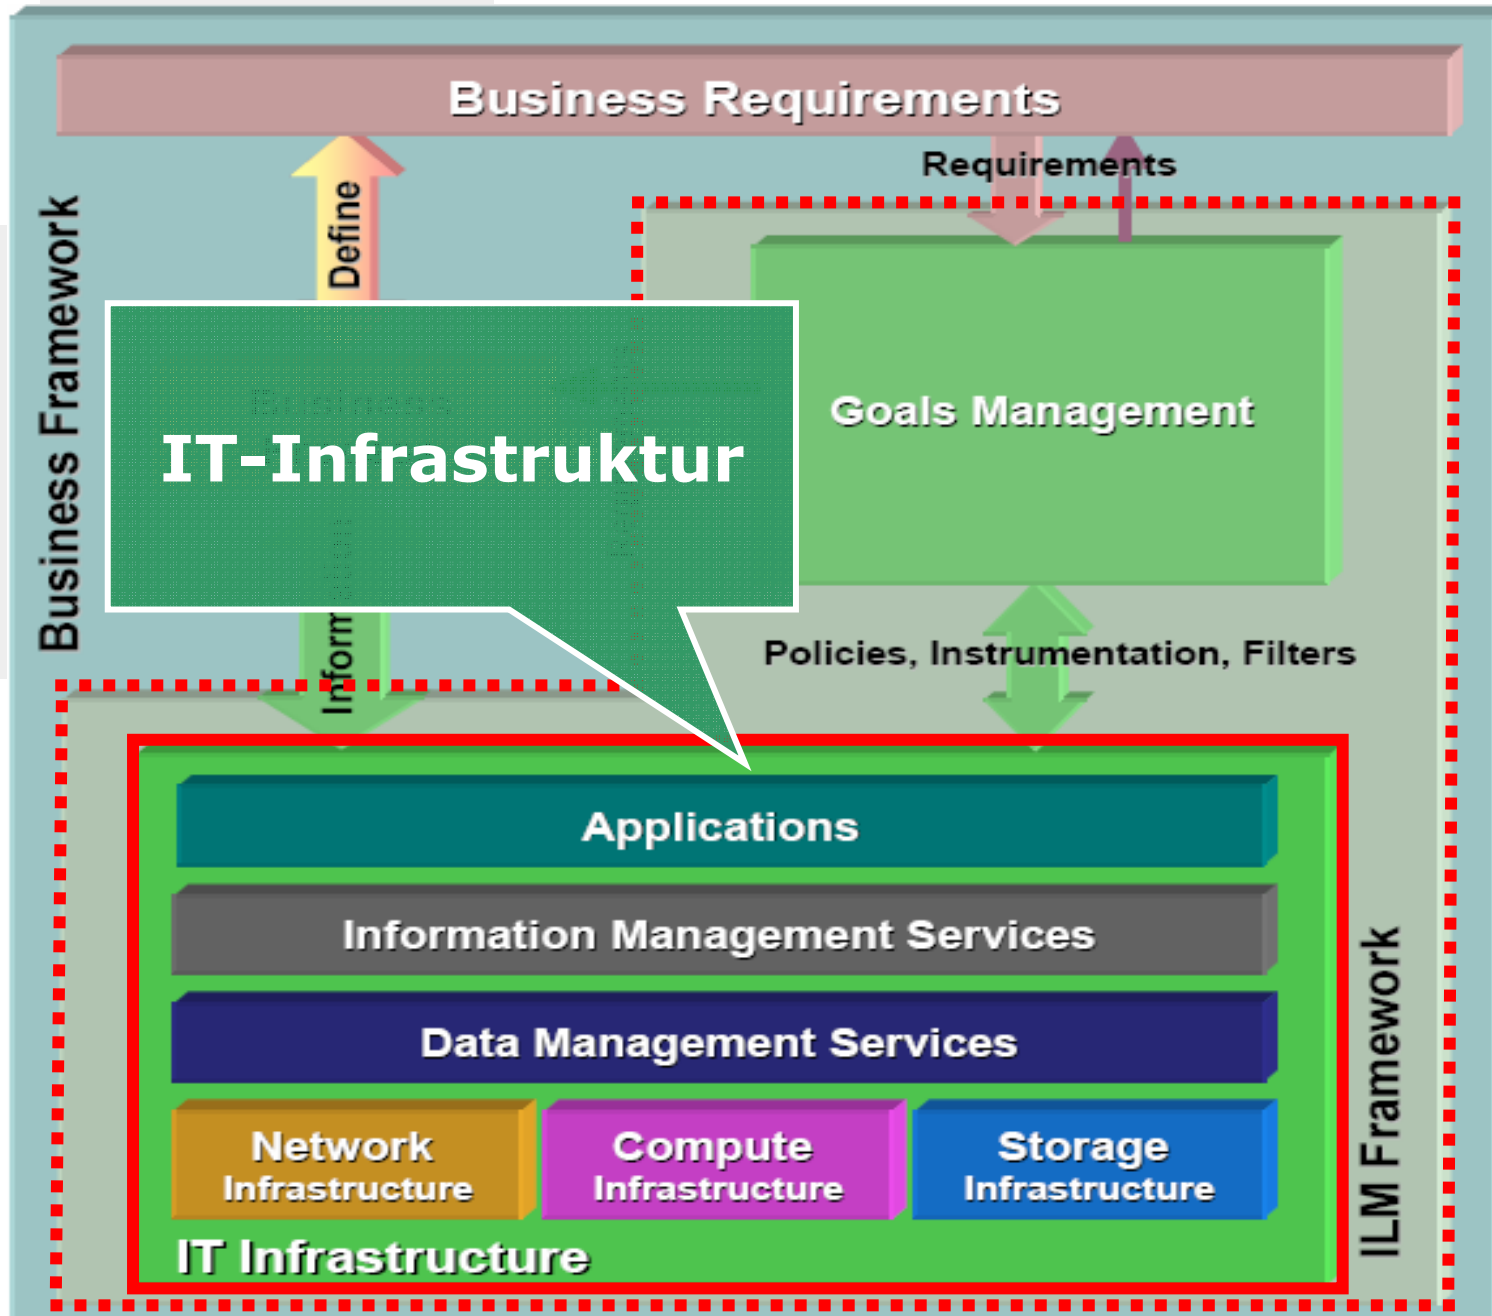 Business Requirements
Requirements
Define
Business Framework
Goals Management
IT-Infrastruktur
Policies, Instrumentation, Filters
Applications
Information Management Services
Data Management Services
Network
Infrastructure
Compute
Infrastructure
Storage
Infrastructure
IT Infrastructure
ILM Framework